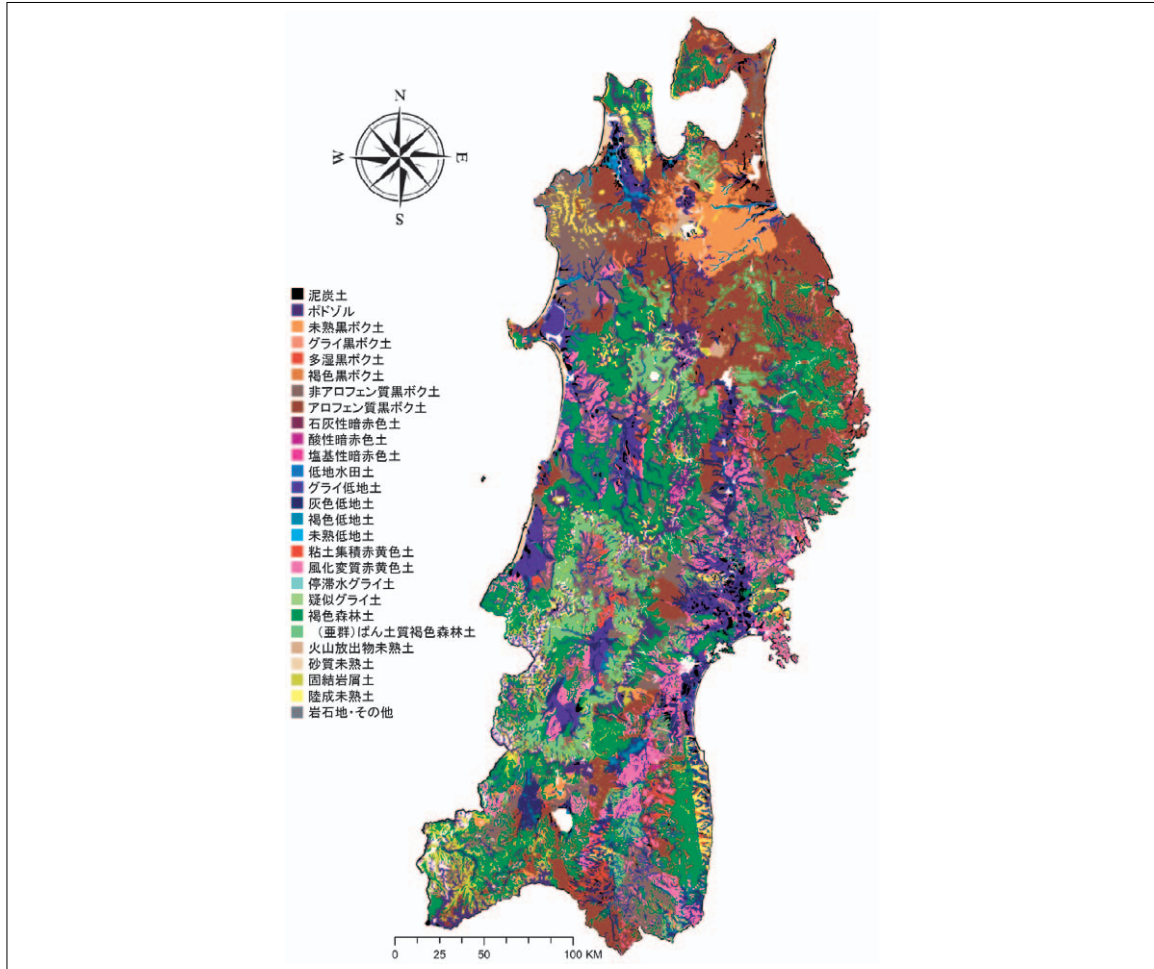 N
W
E
S
泥炭土
ポドゾル
未熟黒ボク土
グライ黒ボク土
多湿黒ボク土
褐色黒ボク土
非アロフェン質黒ボク土
アロフェン質黒ボク土
石灰性暗赤色土
酸性暗赤色土
塩基性暗赤色土
低地水田土
グライ低地土
灰色低地土
褐色低地土
未熟低地土
粘土集積赤黄色土
風化変質赤黄色土
停滞水グライ土
疑似グライ土
褐色森林土
(亜群)ばん土質褐色森林土
火山放出物未熟土
砂質未熟土
固結岩屑土
陸成未熟土
岩石地・その他
0 25 50 100 KM